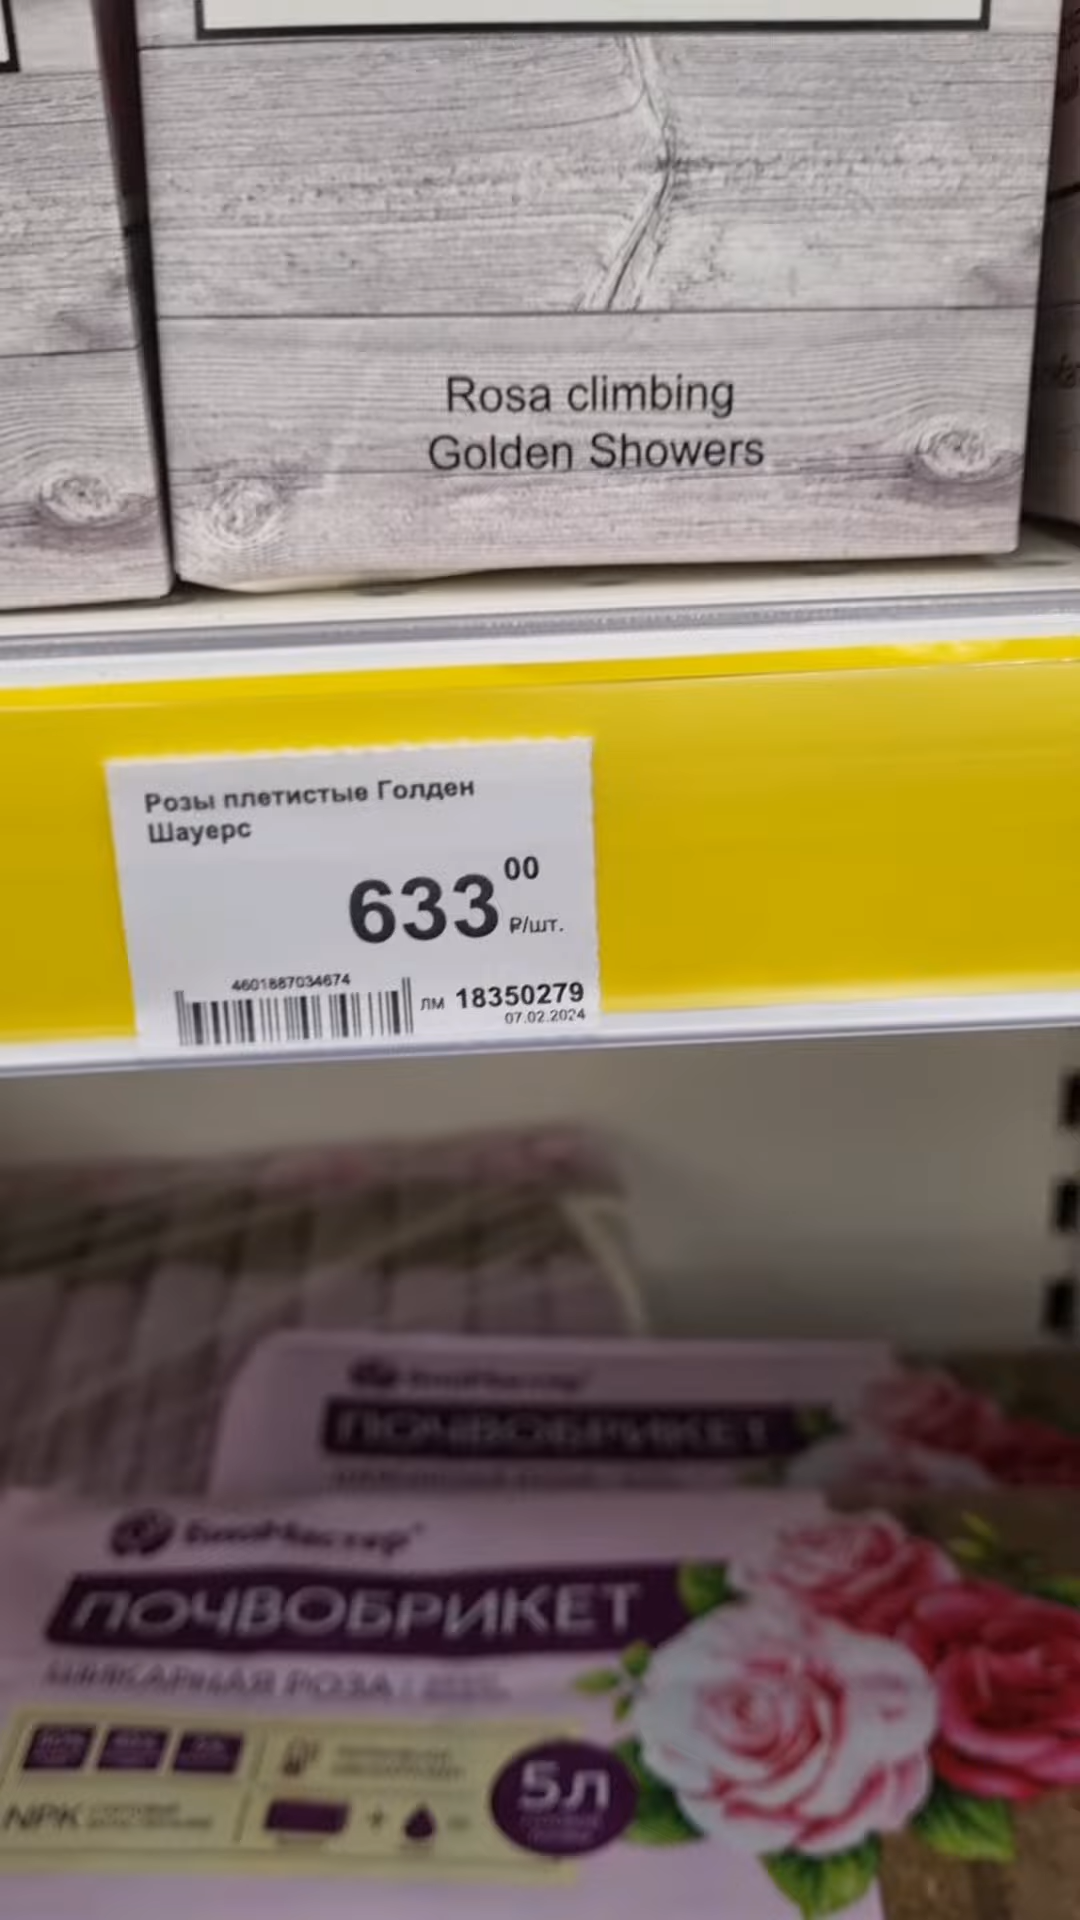 Rosa climbing
Golden Showers
Розы плетистые Голден
Шауерс
633 00
₽/шт.
4601887034674
ЛМ 18350279
07.02.2024
ПОЧВОБРИКЕТ
БиоМастер
ПОЧВОБРИКЕТ
ШИКАРНАЯ РОЗА
5л
NPK